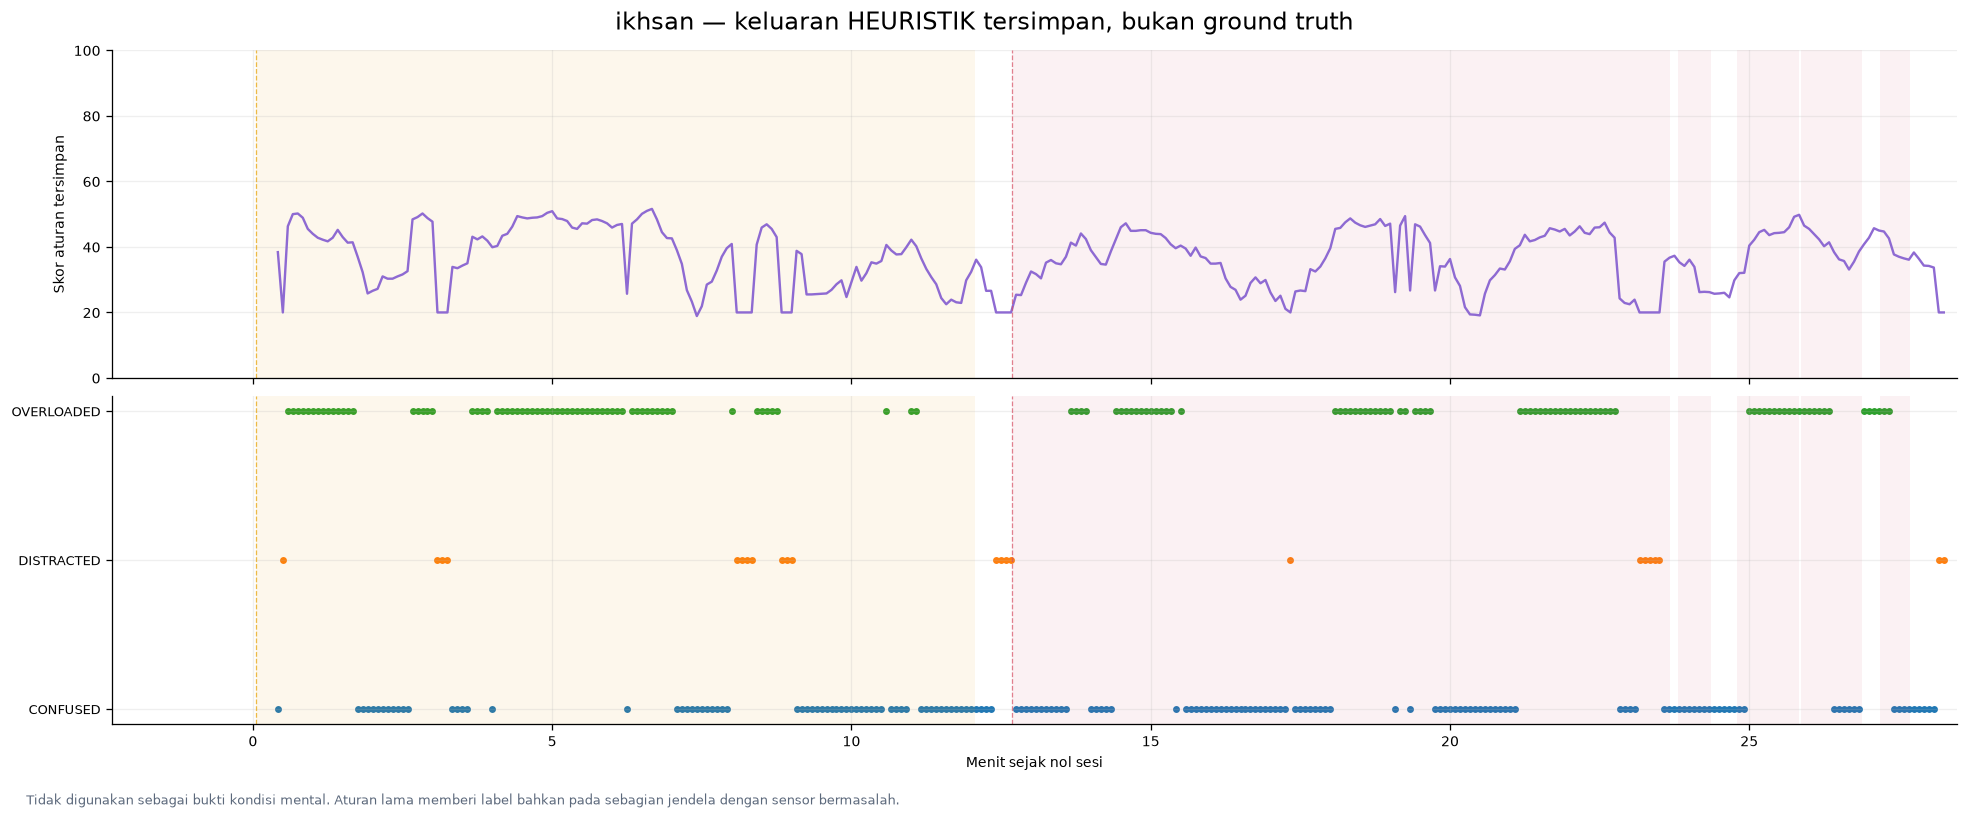 ikhsan — keluaran HEURISTIK tersimpan, bukan ground truth
Skor aturan tersimpan
100
80
60
40
20
0
OVERLOADED
DISTRACTED
CONFUSED
0 5 10 15 20 25
Menit sejak nol sesi
Tidak digunakan sebagai bukti kondisi mental. Aturan lama memberi label bahkan pada sebagian jendela dengan sensor bermasalah.